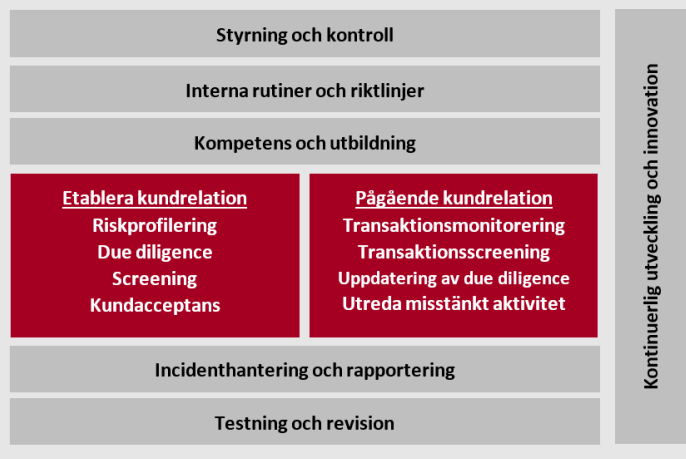 Styrning och kontroll
Interna rutiner och riktlinjer
Kompetens och utbildning
Etablera kundrelation
Riskprofilering
Due diligence
Screening
Kundacceptans
Pågående kundrelation
Transaktionsmonitorering
Transaktionsscreening
Uppdatering av due diligence
Utreda misstänkt aktivitet
Incidenthantering och rapportering
Testning och revision
Kontinuerlig utveckling och innovation